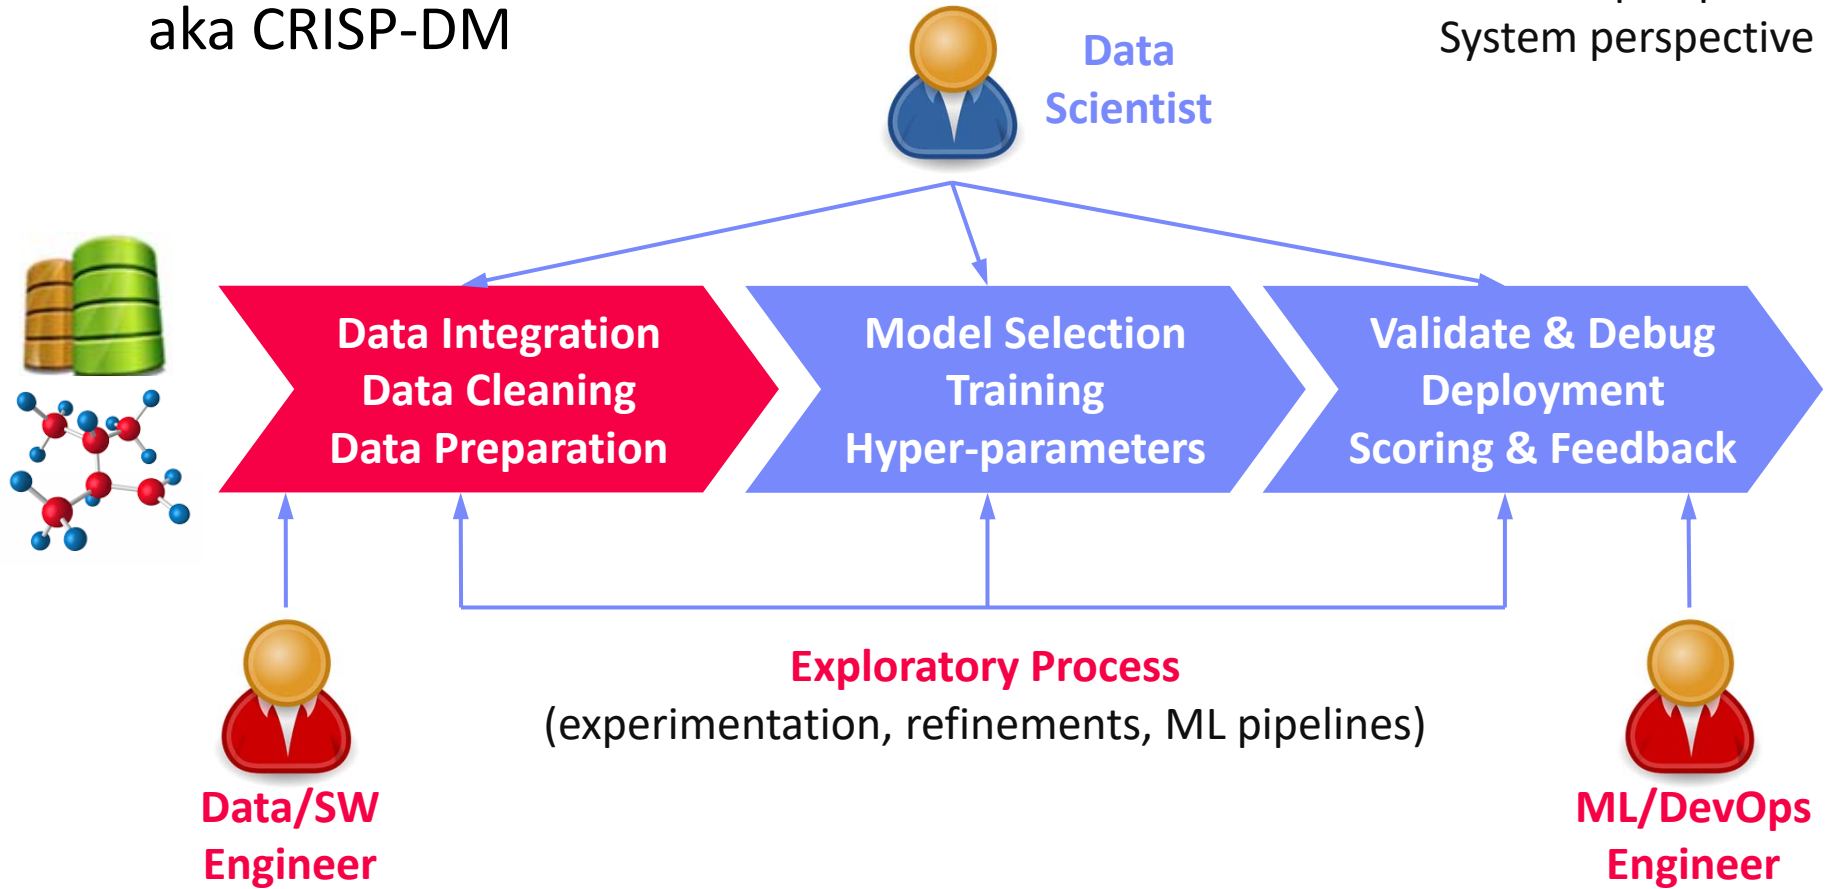 aka CRISP-DM
System perspective
Data
Scientist
Data Integration
Data Cleaning
Data Preparation
Model Selection
Training
Hyper-parameters
Validate & Debug
Deployment
Scoring & Feedback
Exploratory Process
(experimentation, refinements, ML pipelines)
Data/SW
Engineer
ML/DevOps
Engineer